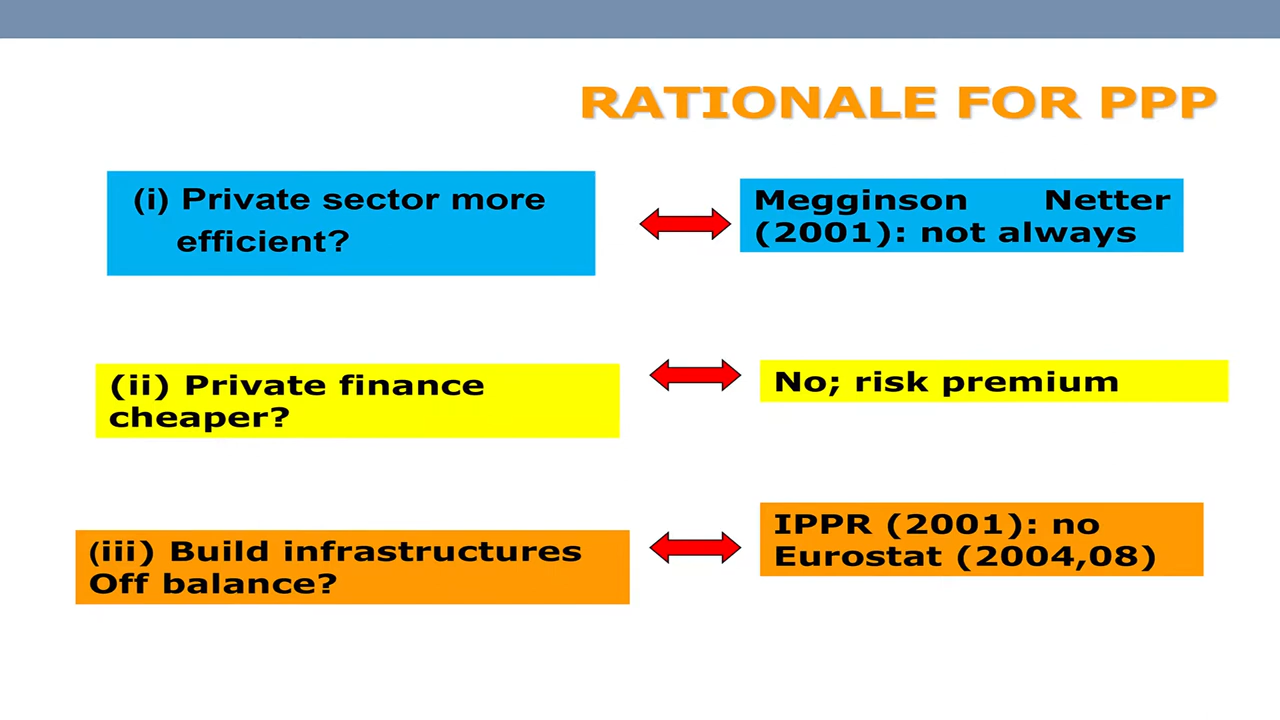 RATIONALE FOR PPP
(i) Private sector more
efficient?
Megginson Netter
(2001): not always
(ii) Private finance
cheaper?
No; risk premium
(iii) Build infrastructures
Off balance?
IPPR (2001): no
Eurostat (2004,08)